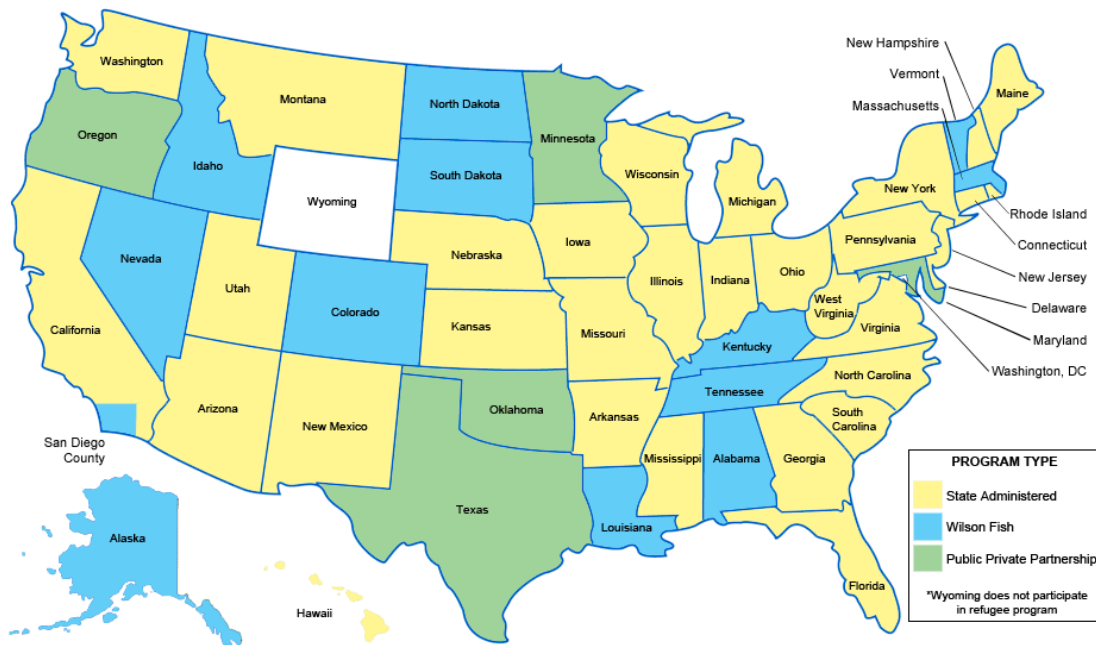 New Hampshire
Vermont
Massachusetts
Maine
Washington
Montana
North Dakota
Minnesota
Oregon
Idaho
South Dakota
Wisconsin
Michigan
New York
Wyoming
Rhode Island
Connecticut
Iowa
Pennsylvania
Nebraska
Nevada
Utah
Illinois
Indiana
Ohio
New Jersey
Delaware
Colorado
California
Kansas
Missouri
West
Virginia
Virginia
Maryland
Kentucky
Washington, DC
North Carolina
Tennessee
Arizona
New Mexico
Oklahoma
Arkansas
South
Carolina
San Diego
County
Mississippi
Alabama
Georgia
Texas
Louisiana
Alaska
Florida
Hawaii
PROGRAM TYPE
State Administered
Wilson Fish
Public Private Partnership
*Wyoming does not participate
in refugee program